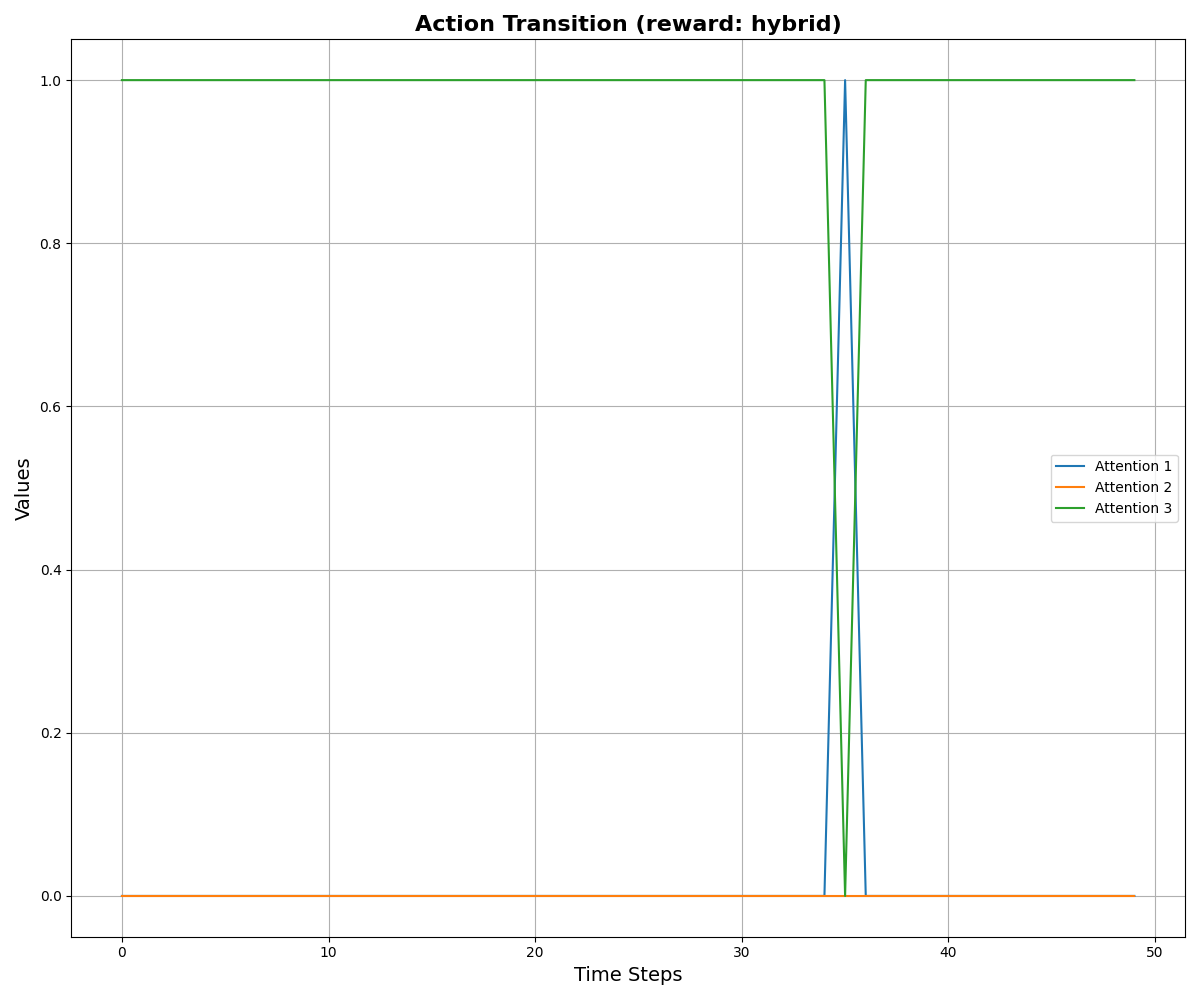 Action Transition (reward: hybrid)
1.0
0.8
0.6
0.4
0.2
0.0
Values
Attention 1
Attention 2
Attention 3
0 10 20 30 40 50
Time Steps